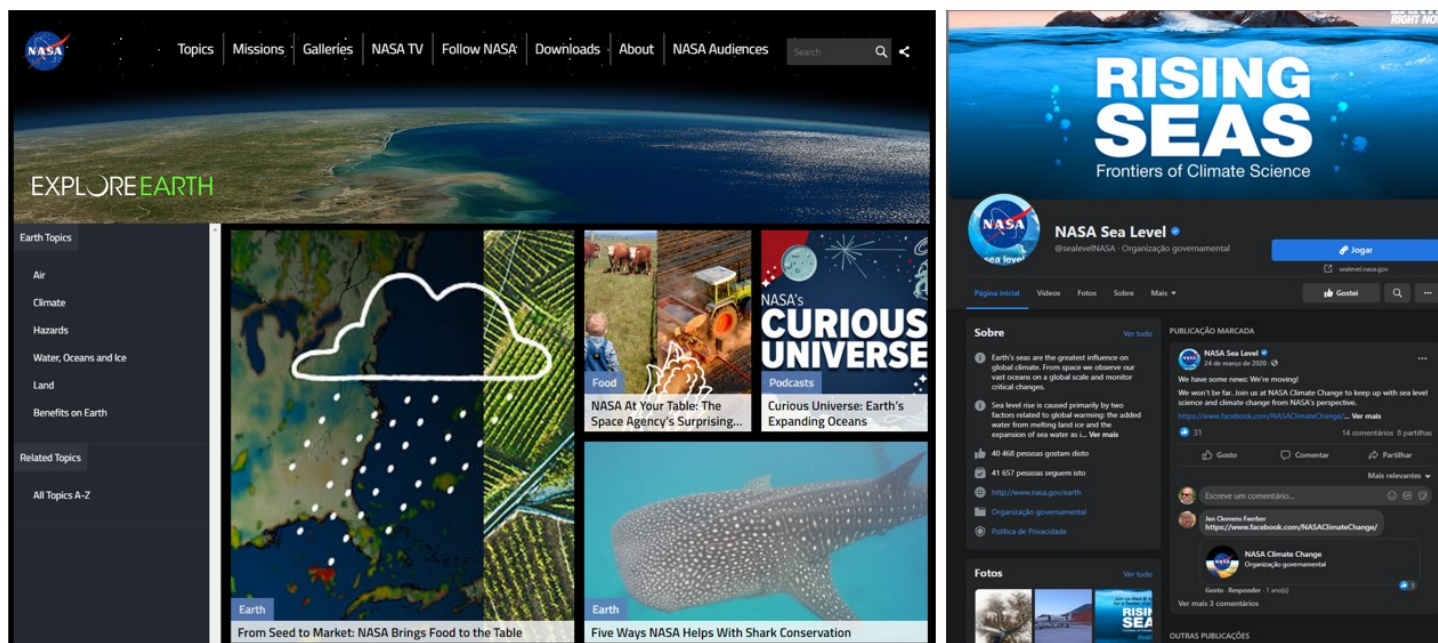 NASA
Topics
Missions
Galleries
NASA TV
Follow NASA
Downloads
About
NASA Audiences
Search
EXPLORE EARTH
Earth Topics
Air
Climate
Hazards
Water, Oceans and Ice
Land
Benefits on Earth
Related Topics
All Topics A-Z
Earth
From Seed to Market: NASA Brings Food to the Table
Food
NASA At Your Table: The
Space Agency's Surprising...
NASA's
CURIOUS
UNIVERSE
Podcasts
Curious Universe: Earth's
Expanding Oceans
Earth
Five Ways NASA Helps With Shark Conservation
RIGHT NOW
RISING
SEAS
Frontiers of Climate Science
NASA
sea level
NASA Sea Level
@sealevelNASA · Organização governamental
Jogar
sealevel.nasa.gov
Página inicial
Vídeos
Fotos
Sobre
Mais
Gostei
Sobre
Ver tudo
Earth's seas are the greatest influence on
global climate. From space we observe our
vast oceans on a global scale and monitor
critical changes.
Sea level rise is caused primarily by two
factors related to global warming: the added
water from melting land ice and the
expansion of sea water as i... Ver mais
40 468 pessoas gostam disto
41 657 pessoas seguem isto
http://www.nasa.gov/earth
Organização governamental
Política de Privacidade
Fotos
Ver tudo
PUBLICAÇÃO MARCADA
NASA Sea Level
24 de março de 2020 ·
We have some news: We're moving!
We won't be far. Join us at NASA Climate Change to keep up with sea level
science and climate change from NASA's perspective.
https://www.facebook.com/NASAClimateChange/... Ver mais
31
14 comentários 8 partilhas
Gosto
Comentar
Partilhar
Mais relevantes
Escreve um comentário...
Jan Clemens Faerber
https://www.facebook.com/NASAClimateChange/
NASA Climate Change
Organização governamental
Gosto · Responder · 1 ano(s)
3
Ver mais 3 comentários
OUTRAS PUBLICAÇÕES